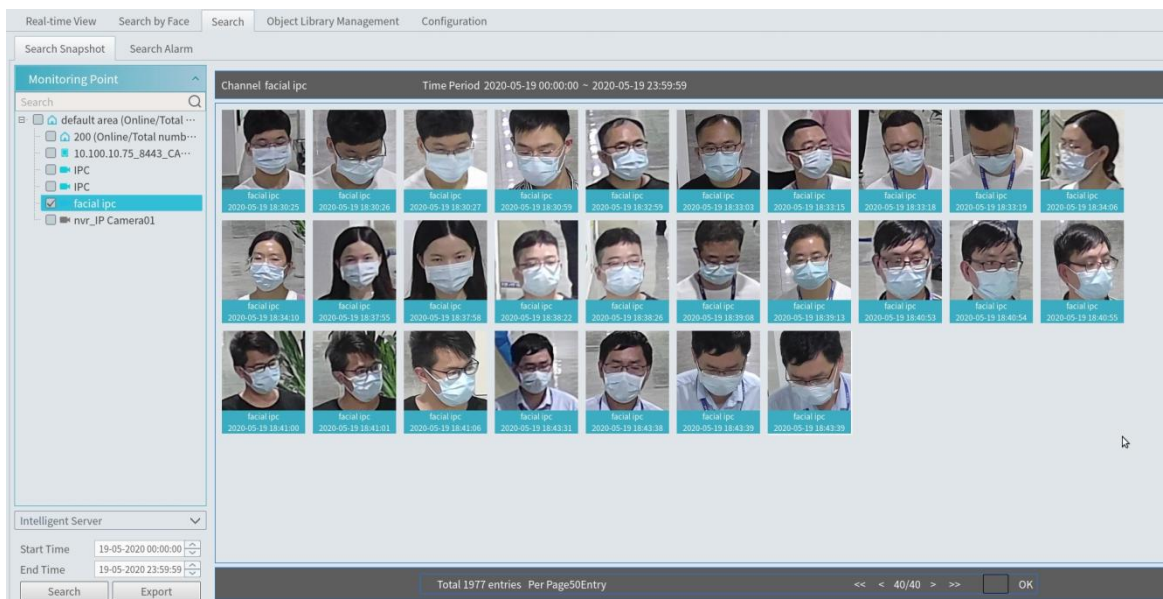 Real-time View Search by Face Search Object Library Management Configuration
Search Snapshot Search Alarm
Monitoring Point
Search
default area (Online/Total ···
200 (Online/Total numb···
10.100.10.75_8443_CA···
IPC
IPC
facial ipc
nvr_IP Camera01
Intelligent Server
Start Time 19-05-2020 00:00:00
End Time 19-05-2020 23:59:59
Search Export
Channel facial ipc Time Period 2020-05-19 00:00:00 ~ 2020-05-19 23:59:59
facial ipc facial ipc facial ipc facial ipc facial ipc facial ipc facial ipc facial ipc facial ipc facial ipc
2020-05-19 18:30:25 2020-05-19 18:30:26 2020-05-19 18:30:27 2020-05-19 18:30:59 2020-05-19 18:32:59 2020-05-19 18:33:03 2020-05-19 18:33:15 2020-05-19 18:33:18 2020-05-19 18:33:19 2020-05-19 18:34:06
facial ipc facial ipc facial ipc facial ipc facial ipc facial ipc facial ipc facial ipc facial ipc facial ipc
2020-05-19 18:34:10 2020-05-19 18:37:55 2020-05-19 18:37:58 2020-05-19 18:38:22 2020-05-19 18:38:26 2020-05-19 18:39:08 2020-05-19 18:39:13 2020-05-19 18:40:53 2020-05-19 18:40:54 2020-05-19 18:40:55
facial ipc facial ipc facial ipc facial ipc facial ipc facial ipc facial ipc
2020-05-19 18:41:00 2020-05-19 18:41:01 2020-05-19 18:41:06 2020-05-19 18:43:31 2020-05-19 18:43:38 2020-05-19 18:43:39 2020-05-19 18:43:39
Total 1977 entries Per Page50Entry << < 40/40 > >> OK